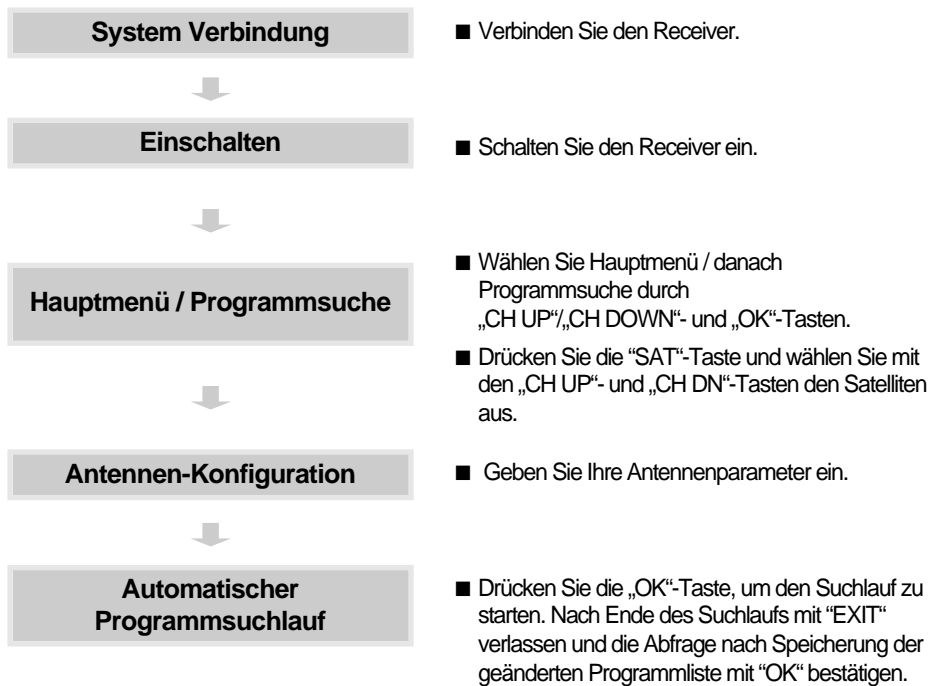 System Verbindung
■ Verbinden Sie den Receiver.
Einschalten
■ Schalten Sie den Receiver ein.
Hauptmenü / Programmsuche
■ Wählen Sie Hauptmenü / danach
Programmsuche durch
„CH UP“/„CH DOWN“- und „OK“-Tasten.
■ Drücken Sie die “SAT“-Taste und wählen Sie mit
den „CH UP“- und „CH DN“-Tasten den Satelliten
aus.
Antennen-Konfiguration
■ Geben Sie Ihre Antennenparameter ein.
Automatischer
Programmsuchlauf
■ Drücken Sie die „OK“-Taste, um den Suchlauf zu
starten. Nach Ende des Suchlaufs mit “EXIT“
verlassen und die Abfrage nach Speicherung der
geänderten Programmliste mit “OK“ bestätigen.